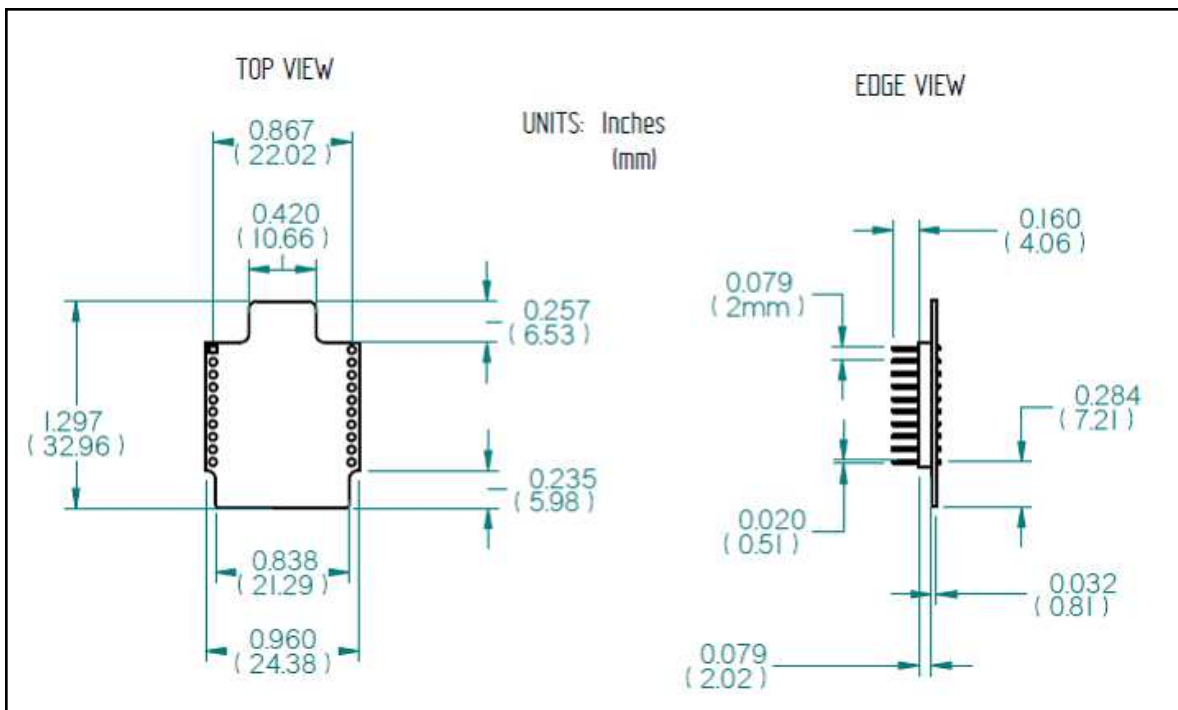 TOP VIEW
EDGE VIEW
UNITS: Inches
(mm)
0.867
( 22.02 )
0.420
( 10.66 )
0.257
( 6.53 )
1.297
( 32.96 )
0.235
( 5.98 )
0.838
( 21.29 )
0.960
( 24.38 )
0.160
( 4.06 )
0.079
( 2mm )
0.284
( 7.21 )
0.020
( 0.51 )
0.032
( 0.81 )
0.079
( 2.02 )